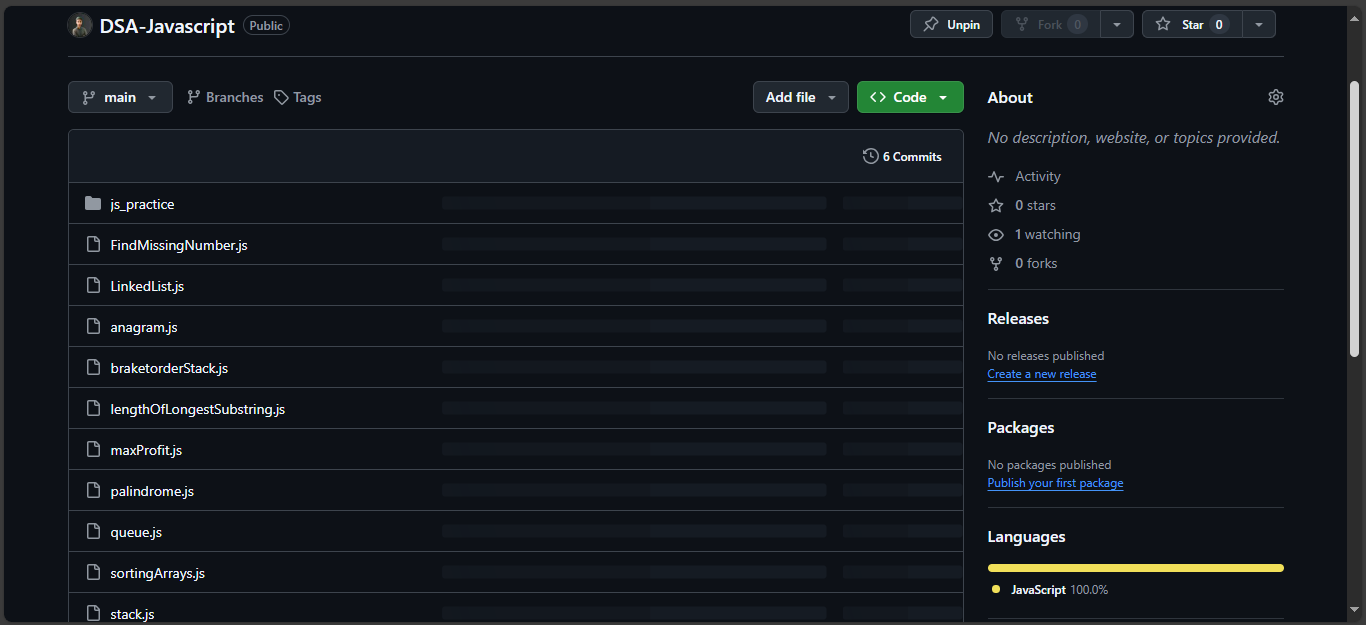 DSA-Javascript Public Unpin Fork 0 Star 0
main Branches Tags Add file Code
6 Commits
js_practice
FindMissingNumber.js
LinkedList.js
anagram.js
braketorderStack.js
lengthOfLongestSubstring.js
maxProfit.js
palindrome.js
queue.js
sortingArrays.js
stack.js
About
No description, website, or topics provided.
Activity
0 stars
1 watching
0 forks
Releases
No releases published
Create a new release
Packages
No packages published
Publish your first package
Languages
JavaScript 100.0%